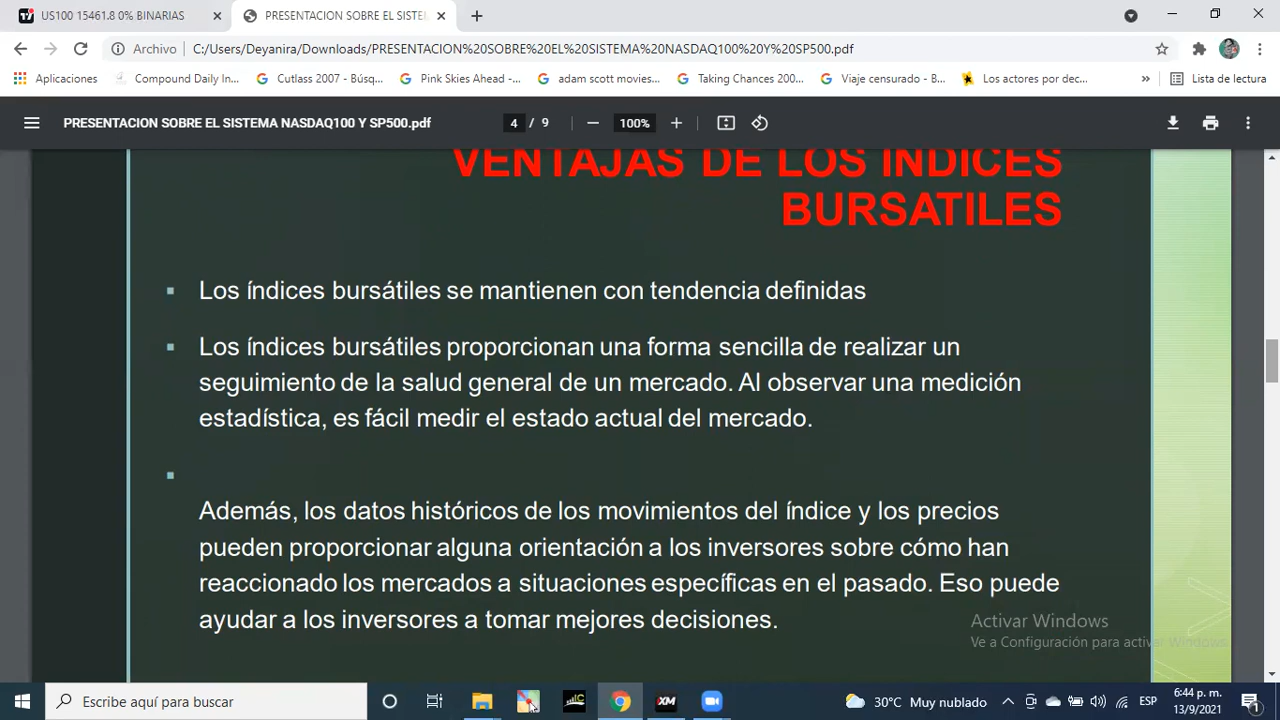 US100 15461.8 0% BINARIAS
PRESENTACION SOBRE EL SISTEM
Archivo
C:/Users/Deyanira/Downloads/PRESENTACION%20SOBRE%20EL%20SISTEMA%20NASDAQ100%20Y%20SP500.pdf
Aplicaciones
Compound Daily In...
Cutlass 2007 - Búsq...
Pink Skies Ahead -...
adam scott movies...
Taking Chances 200...
Viaje censurado - B...
Los actores por dec...
»
Lista de lectura
PRESENTACION SOBRE EL SISTEMA NASDAQ100 Y SP500.pdf
4 / 9
100%
VENTAJAS DE LOS INDICES
BURSATILES
Los índices bursátiles se mantienen con tendencia definidas
Los índices bursátiles proporcionan una forma sencilla de realizar un
seguimiento de la salud general de un mercado. Al observar una medición
estadística, es fácil medir el estado actual del mercado.
Además, los datos históricos de los movimientos del índice y los precios
pueden proporcionar alguna orientación a los inversores sobre cómo han
reaccionado los mercados a situaciones específicas en el pasado. Eso puede
ayudar a los inversores a tomar mejores decisiones.
Activar Windows
Ve a Configuración para activar Windows.
Escribe aquí para buscar
XM
30°C Muy nublado
ESP
6:44 p. m.
13/9/2021
1